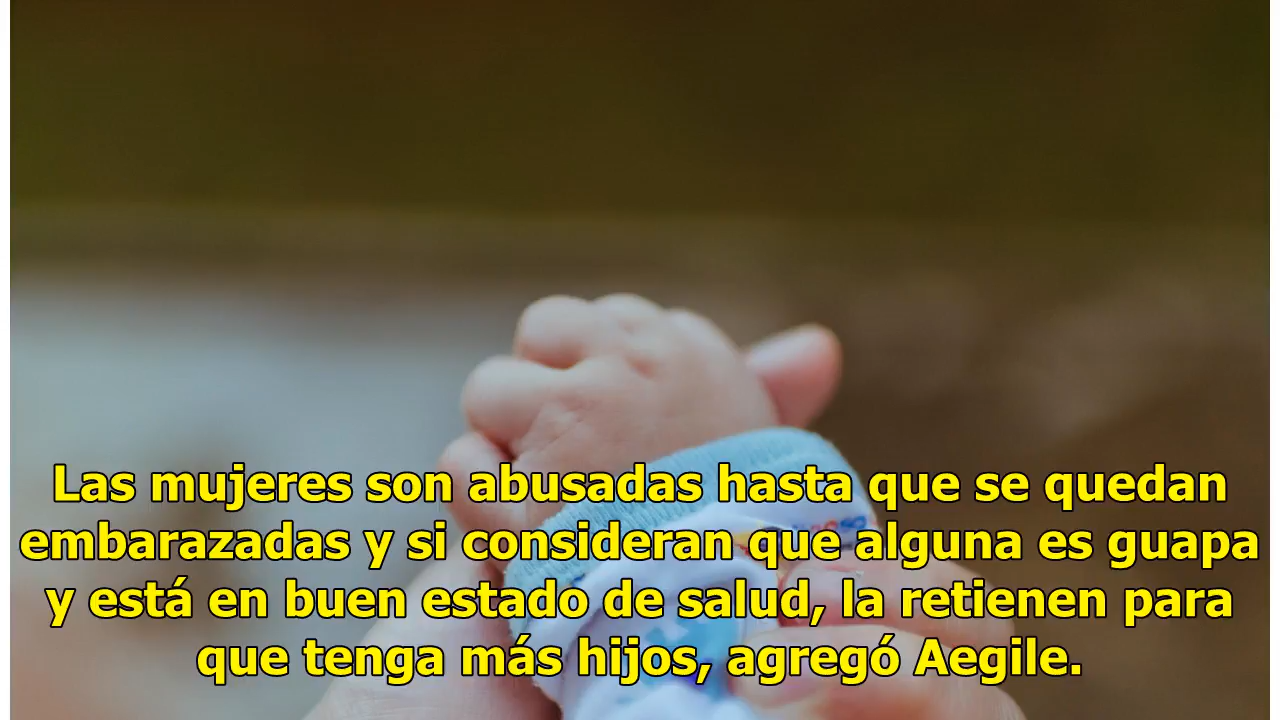 Las mujeres son abusadas hasta que se quedan
embarazadas y si consideran que alguna es guapa
y está en buen estado de salud, la retienen para
que tenga más hijos, agregó Aegile.